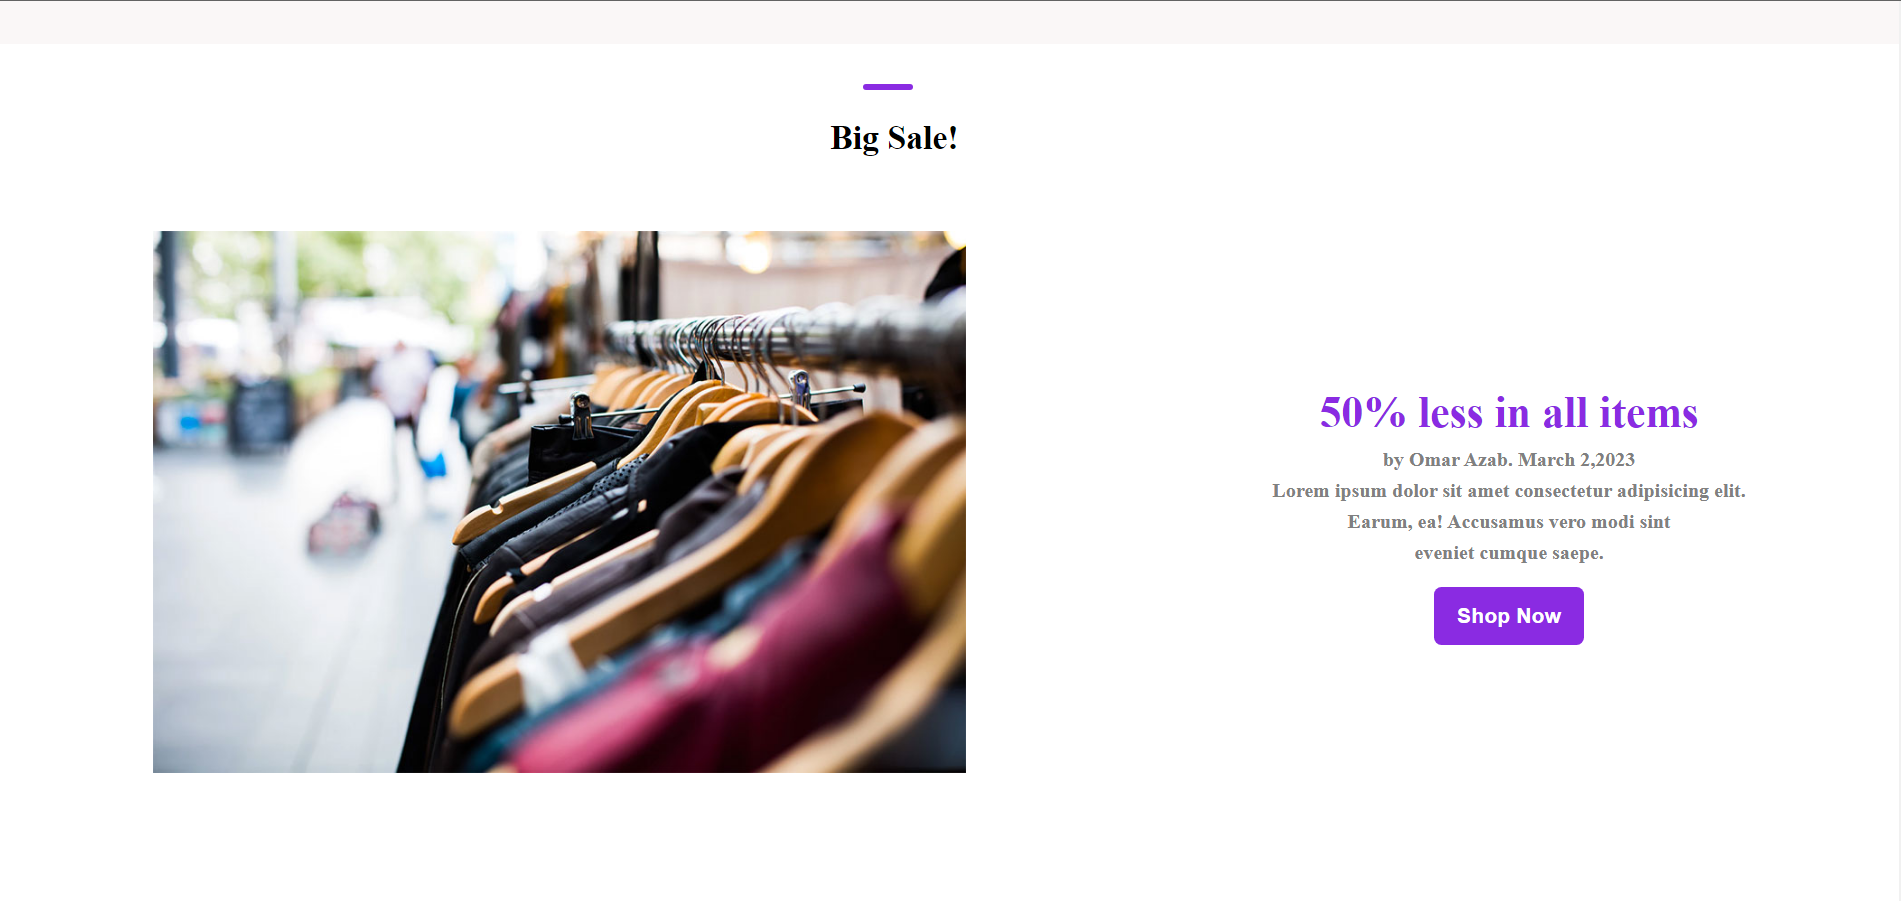 Big Sale!
50% less in all items
by Omar Azab. March 2,2023
Lorem ipsum dolor sit amet consectetur adipisicing elit.
Earum, ea! Accusamus vero modi sint
eveniet cumque saepe.
Shop Now